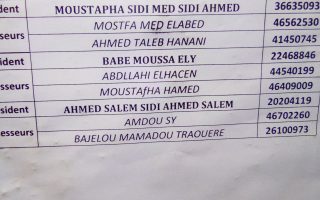 sident MOUSTAPHA SIDI MED SIDI AHMED 36635093
MOSTFA MED ELABED 46562530
sseurs AHMED TALEB HANANI 41450745
sident BABE MOUSSA ELY 22468846
ABDLLAHI ELHACEN 44540199
sseurs MOUSTAfHA HAMED 46409009
sident AHMED SALEM SIDI AHMED SALEM 20204119
AMDOU SY 46702260
esseurs BAJELOU MAMADOU TRAOUERE 26100973